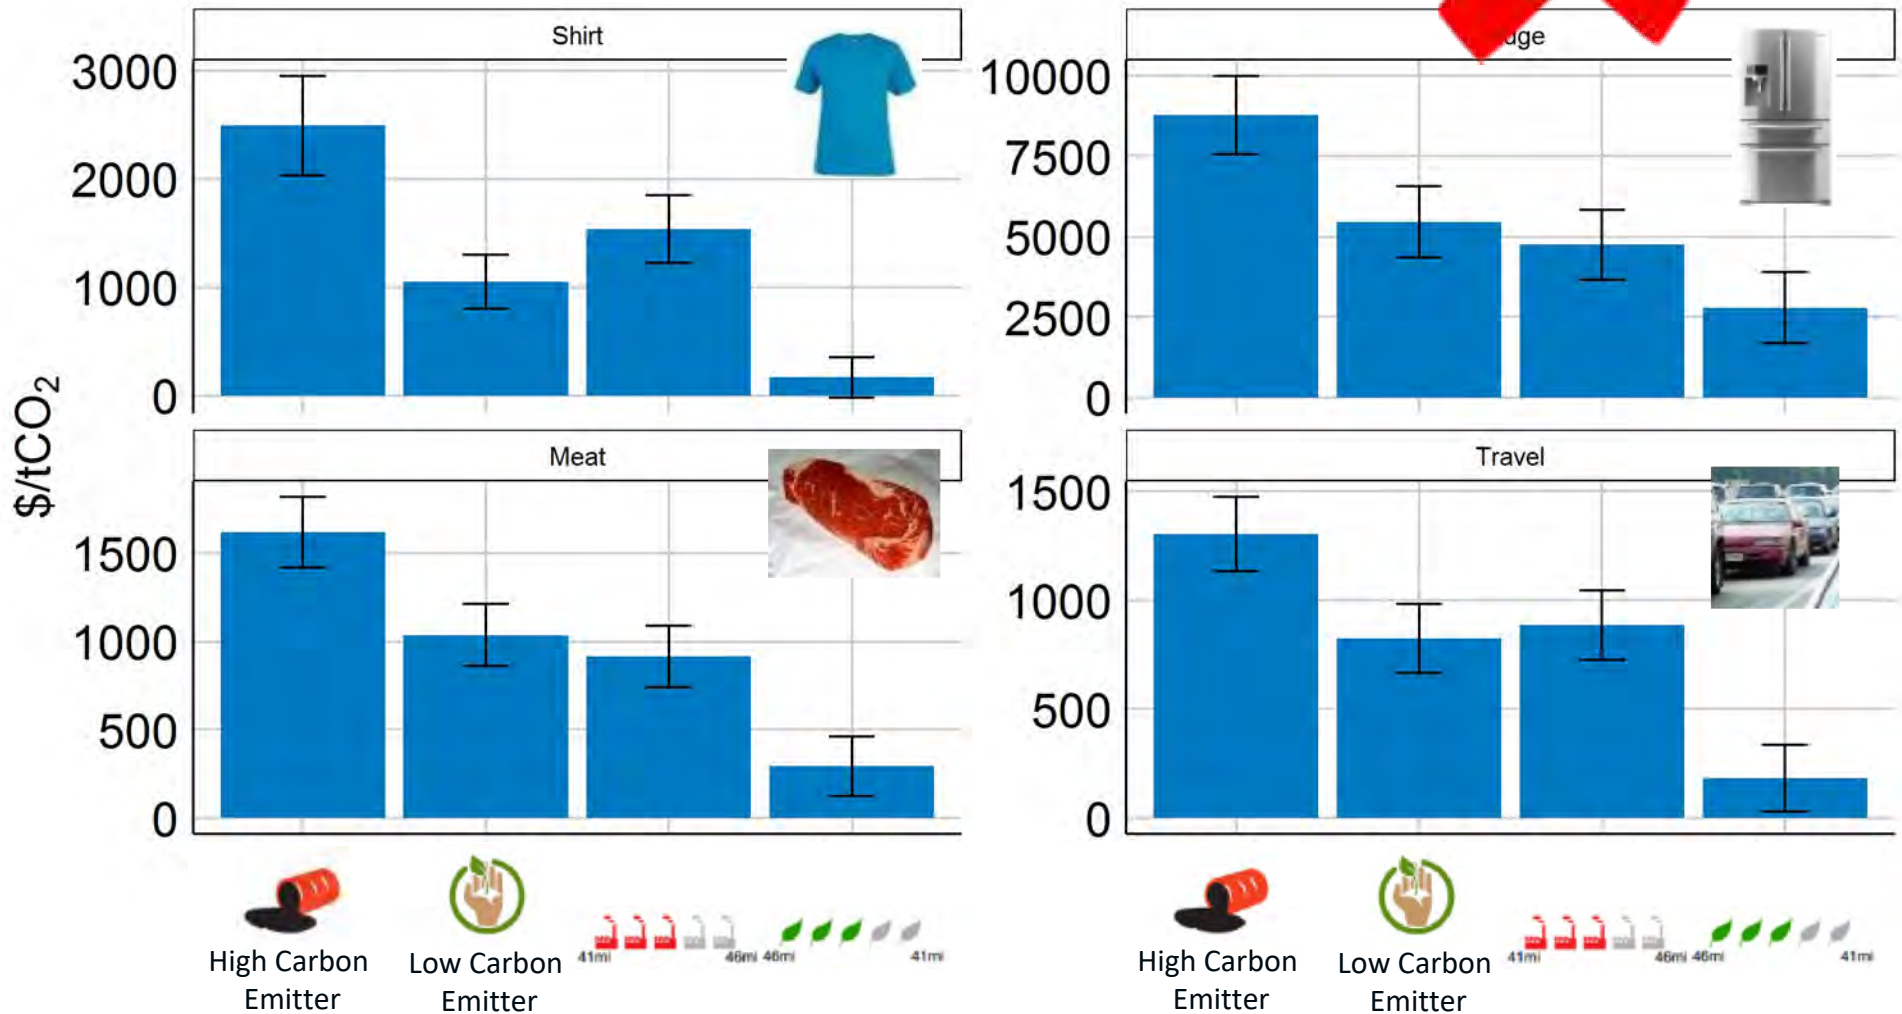 Shirt
3000
2000
1000
0
10000
7500
5000
2500
0
$/tCO₂
Meat
1500
1000
500
0
Travel
1500
1000
500
0
High Carbon
Emitter
Low Carbon
Emitter
41mi 46mi 46mi 41mi
High Carbon
Emitter
Low Carbon
Emitter
41mi 46mi 46mi 41mi